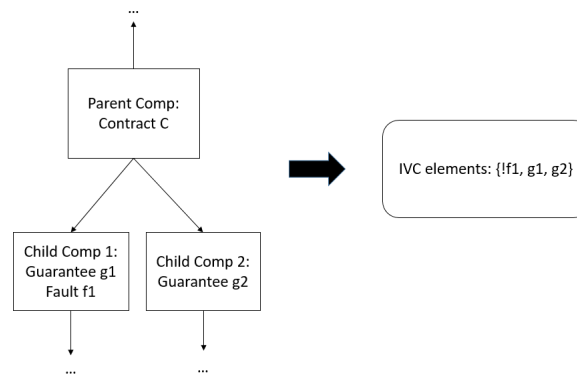 ...
Parent Comp:
Contract C
IVC elements: {!f1, g1, g2}
Child Comp 1:
Guarantee g1
Fault f1
Child Comp 2:
Guarantee g2
...
...